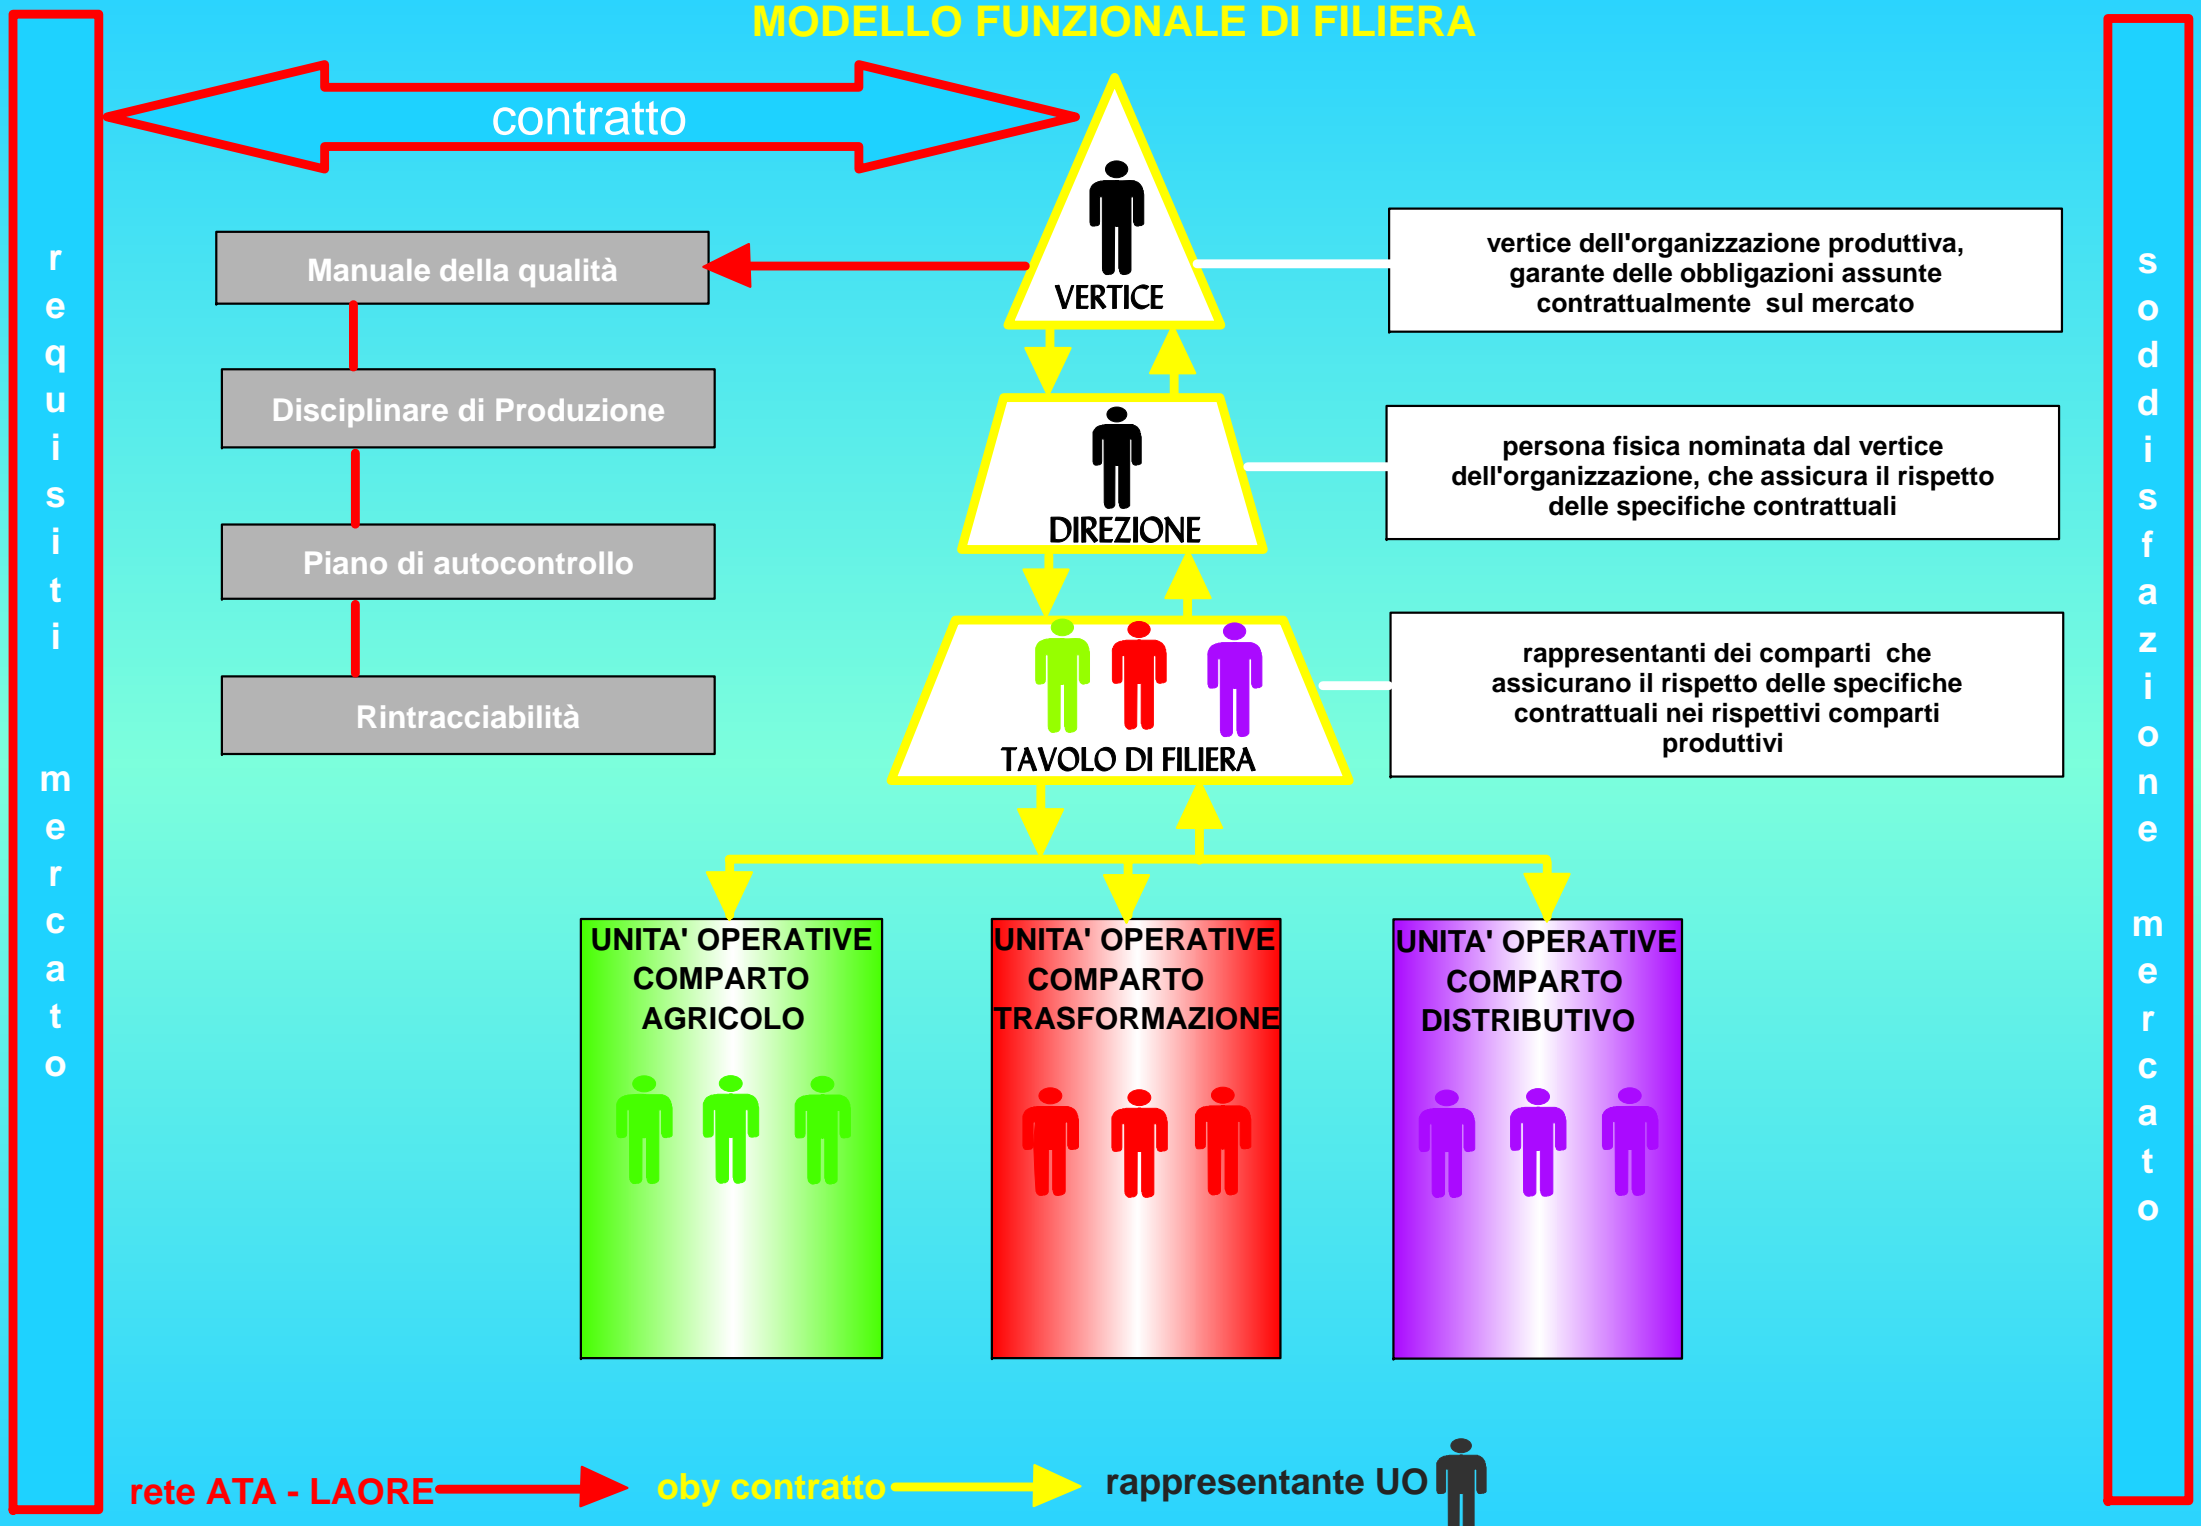 MODELLO FUNZIONALE DI FILIERA
requisiti mercato
contratto
VERTICE
Manuale della qualità
vertice dell'organizzazione produttiva,
garante delle obbligazioni assunte
contrattualmente sul mercato
Disciplinare di Produzione
DIREZIONE
persona fisica nominata dal vertice
dell'organizzazione, che assicura il rispetto
delle specifiche contrattuali
Piano di autocontrollo
TAVOLO DI FILIERA
rappresentanti dei comparti che
assicurano il rispetto delle specifiche
contrattuali nei rispettivi comparti
produttivi
Rintracciabilità
UNITA' OPERATIVE
COMPARTO
AGRICOLO
UNITA' OPERATIVE
COMPARTO
TRASFORMAZIONE
UNITA' OPERATIVE
COMPARTO
DISTRIBUTIVO
soddisfazione mercato
rete ATA - LAORE
oby contratto
rappresentante UO